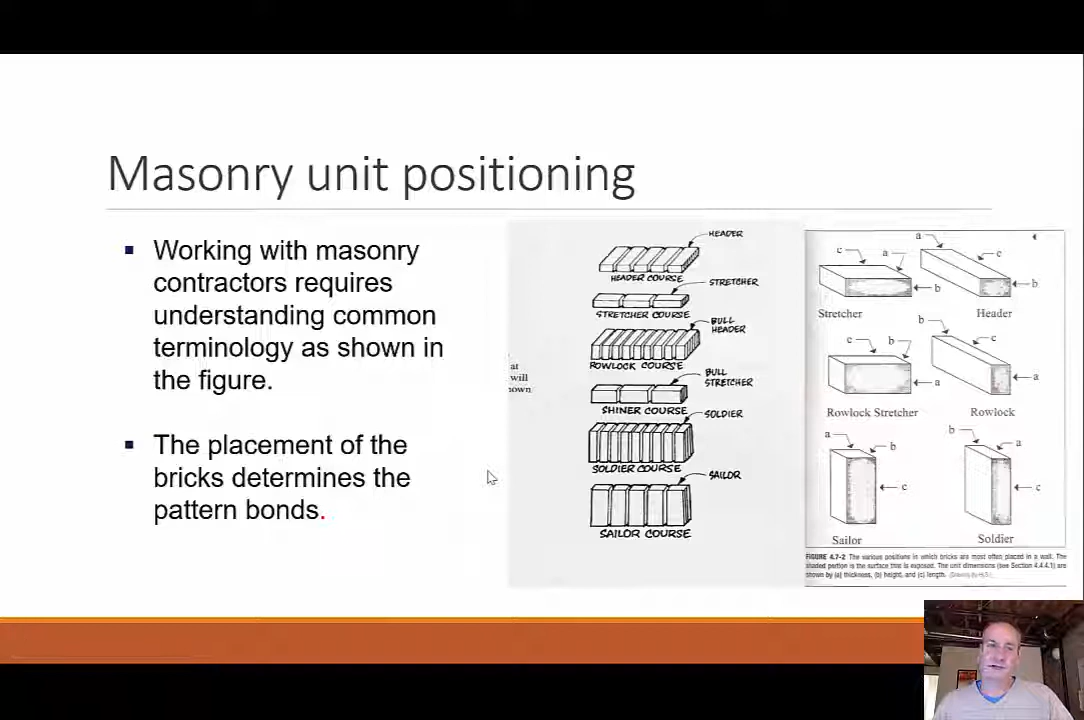 Masonry unit positioning
▪ Working with masonry
contractors requires
understanding common
terminology as shown in
the figure.
▪ The placement of the
bricks determines the
pattern bonds.
at
will
HEADER
HEADER COURSE
STRETCHER
STRETCHER COURSE
BULL
HEADER
ROWLOCK COURSE
BULL
STRETCHER
SHINER COURSE
SOLDIER
SOLDIER COURSE
SAILOR
SAILOR COURSE
c a b
Stretcher
a c b
Header
c b a
Rowlock Stretcher
b c a
Rowlock
a b c
Sailor
b a c
Soldier
FIGURE 4.7-2 The various positions in which bricks are most often placed in a wall. The
shaded portion is the surface that is exposed. The unit dimensions (see Section 4.4.4.1) are
shown by (a) thickness, (b) height, and (c) length.